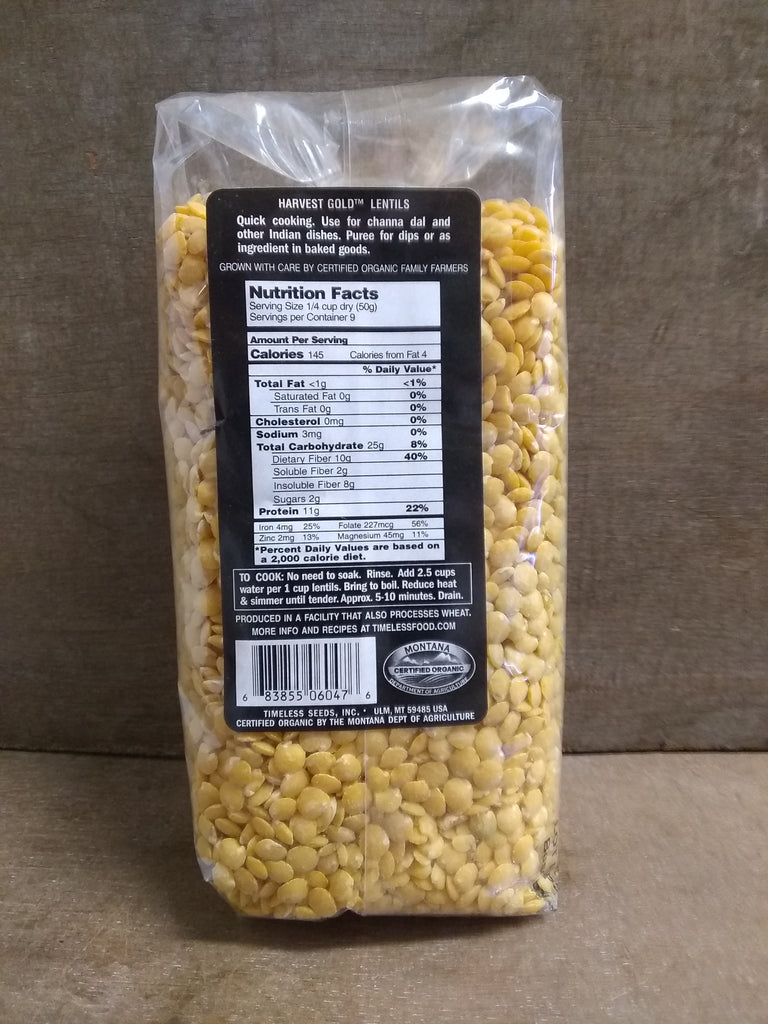 HARVEST GOLD™ LENTILS
Quick cooking. Use for channa dal and
other Indian dishes. Puree for dips or as
ingredient in baked goods.
GROWN WITH CARE BY CERTIFIED ORGANIC FAMILY FARMERS
Nutrition Facts
Serving Size 1/4 cup dry (50g)
Servings per Container 9
Amount Per Serving
Calories 145 Calories from Fat 4
% Daily Value*
Total Fat <1g <1%
Saturated Fat 0g 0%
Trans Fat 0g 0%
Cholesterol 0mg 0%
Sodium 3mg 0%
Total Carbohydrate 25g 8%
Dietary Fiber 10g 40%
Soluble Fiber 2g
Insoluble Fiber 8g
Sugars 2g
Protein 11g 22%
Iron 4mg 25% Folate 227mcg 56%
Zinc 2mg 13% Magnesium 45mg 11%
*Percent Daily Values are based on
a 2,000 calorie diet.
TO COOK: No need to soak. Rinse. Add 2.5 cups
water per 1 cup lentils. Bring to boil. Reduce heat
& simmer until tender. Approx. 5-10 minutes. Drain.
PRODUCED IN A FACILITY THAT ALSO PROCESSES WHEAT.
MORE INFO AND RECIPES AT TIMELESSFOOD.COM
MONTANA
CERTIFIED ORGANIC
DEPARTMENT OF AGRICULTURE
6 83855 06047 6
TIMELESS SEEDS, INC. • ULM, MT 59485 USA
CERTIFIED ORGANIC BY THE MONTANA DEPT OF AGRICULTURE